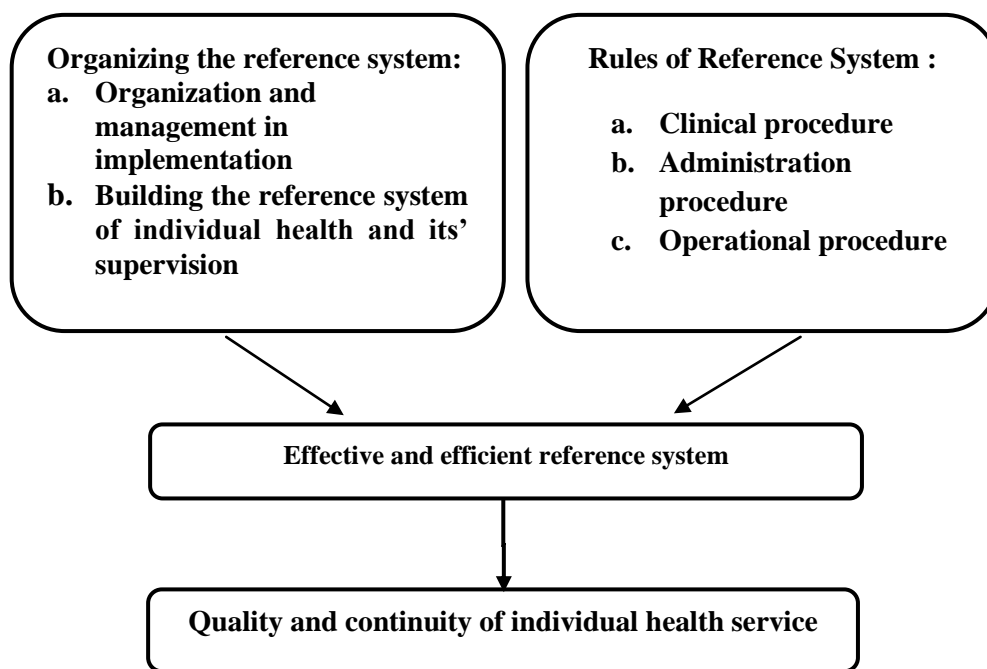 Organizing the reference system:
a. Organization and
management in
implementation
b. Building the reference system
of individual health and its’
supervision
Rules of Reference System :
a. Clinical procedure
b. Administration
procedure
c. Operational procedure
Effective and efficient reference system
Quality and continuity of individual health service